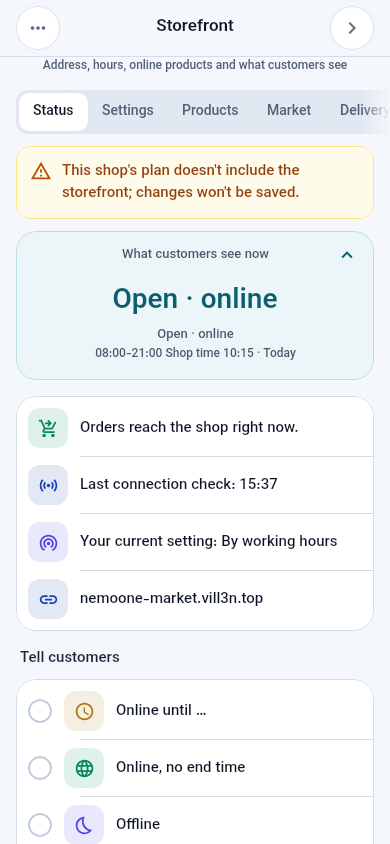 Storefront
Address, hours, online products and what customers see
Status Settings Products Market Delivery
This shop's plan doesn't include the
storefront; changes won't be saved.
What customers see now
Open · online
Open · online
08:00–21:00 Shop time 10:15 · Today
Orders reach the shop right now.
Last connection check: 15:37
Your current setting: By working hours
nemoone-market.vill3n.top
Tell customers
Online until …
Online, no end time
Offline